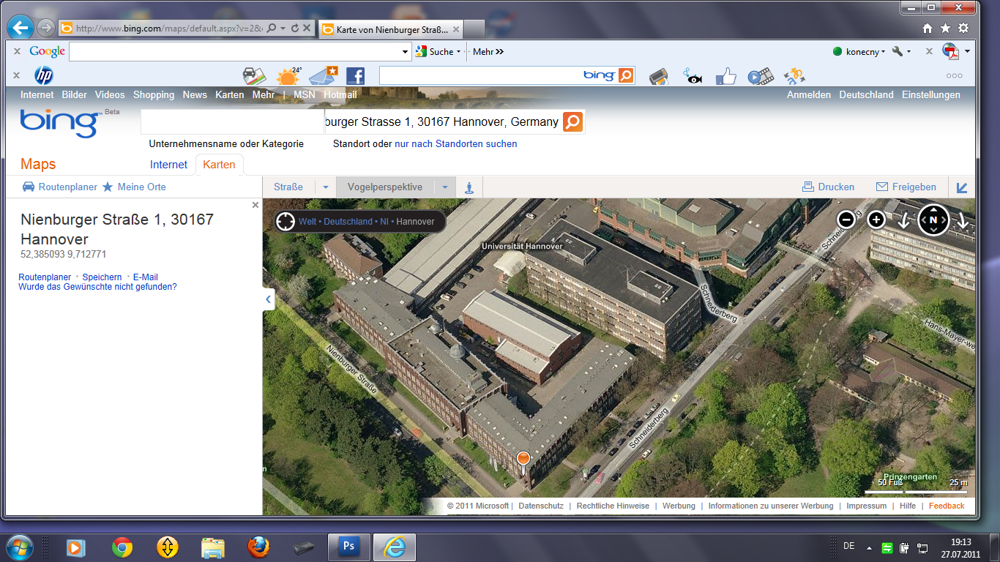 http://www.bing.com/maps/default.aspx?v=2&
Karte von Nienburger Straß...
Google
Suche
Mehr
konecny
hp
24°
bing
Internet Bilder Videos Shopping News Karten Mehr | MSN Hotmail
Anmelden Deutschland Einstellungen
bing Beta
burger Strasse 1, 30167 Hannover, Germany
Unternehmensname oder Kategorie
Standort oder nur nach Standorten suchen
Maps
Internet
Karten
Routenplaner
Meine Orte
Straße
Vogelperspektive
Drucken
Freigeben
Nienburger Straße 1, 30167
Hannover
52,385093 9,712771
Routenplaner • Speichern • E-Mail
Wurde das Gewünschte nicht gefunden?
Welt • Deutschland • NI • Hannover
N
Universität Hannover
Schneiderberg
Schneiderberg
Hans-Mayer-we
Nienburger Straße
Schneiderberg
n
Prinzengarten
50 Fuß 25 m
© 2011 Microsoft | Datenschutz | Rechtliche Hinweise | Werbung | Informationen zu unserer Werbung | Impressum | Hilfe | Feedback
Ps
DE
19:13
27.07.2011